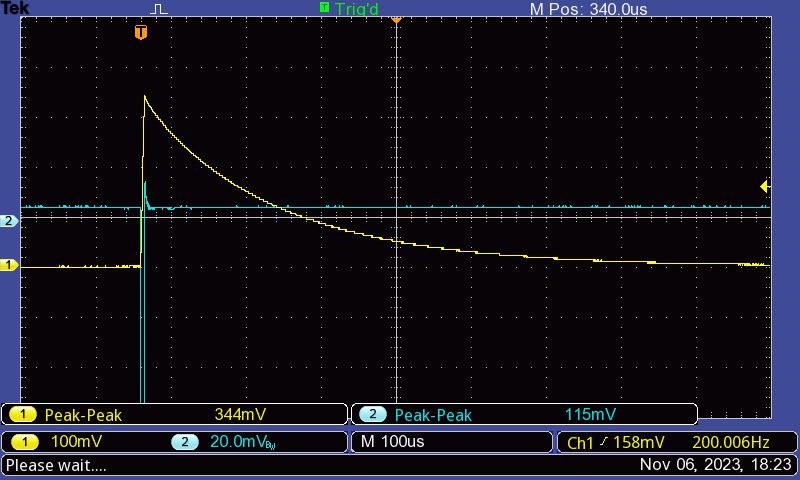 Tek T Trig'd M Pos: 340.0us
T
2
1
1 Peak-Peak 344mV 2 Peak-Peak 115mV
1 100mV 2 20.0mVBW M 100us Ch1 158mV 200.006Hz
Please wait.... Nov 06, 2023, 18:23